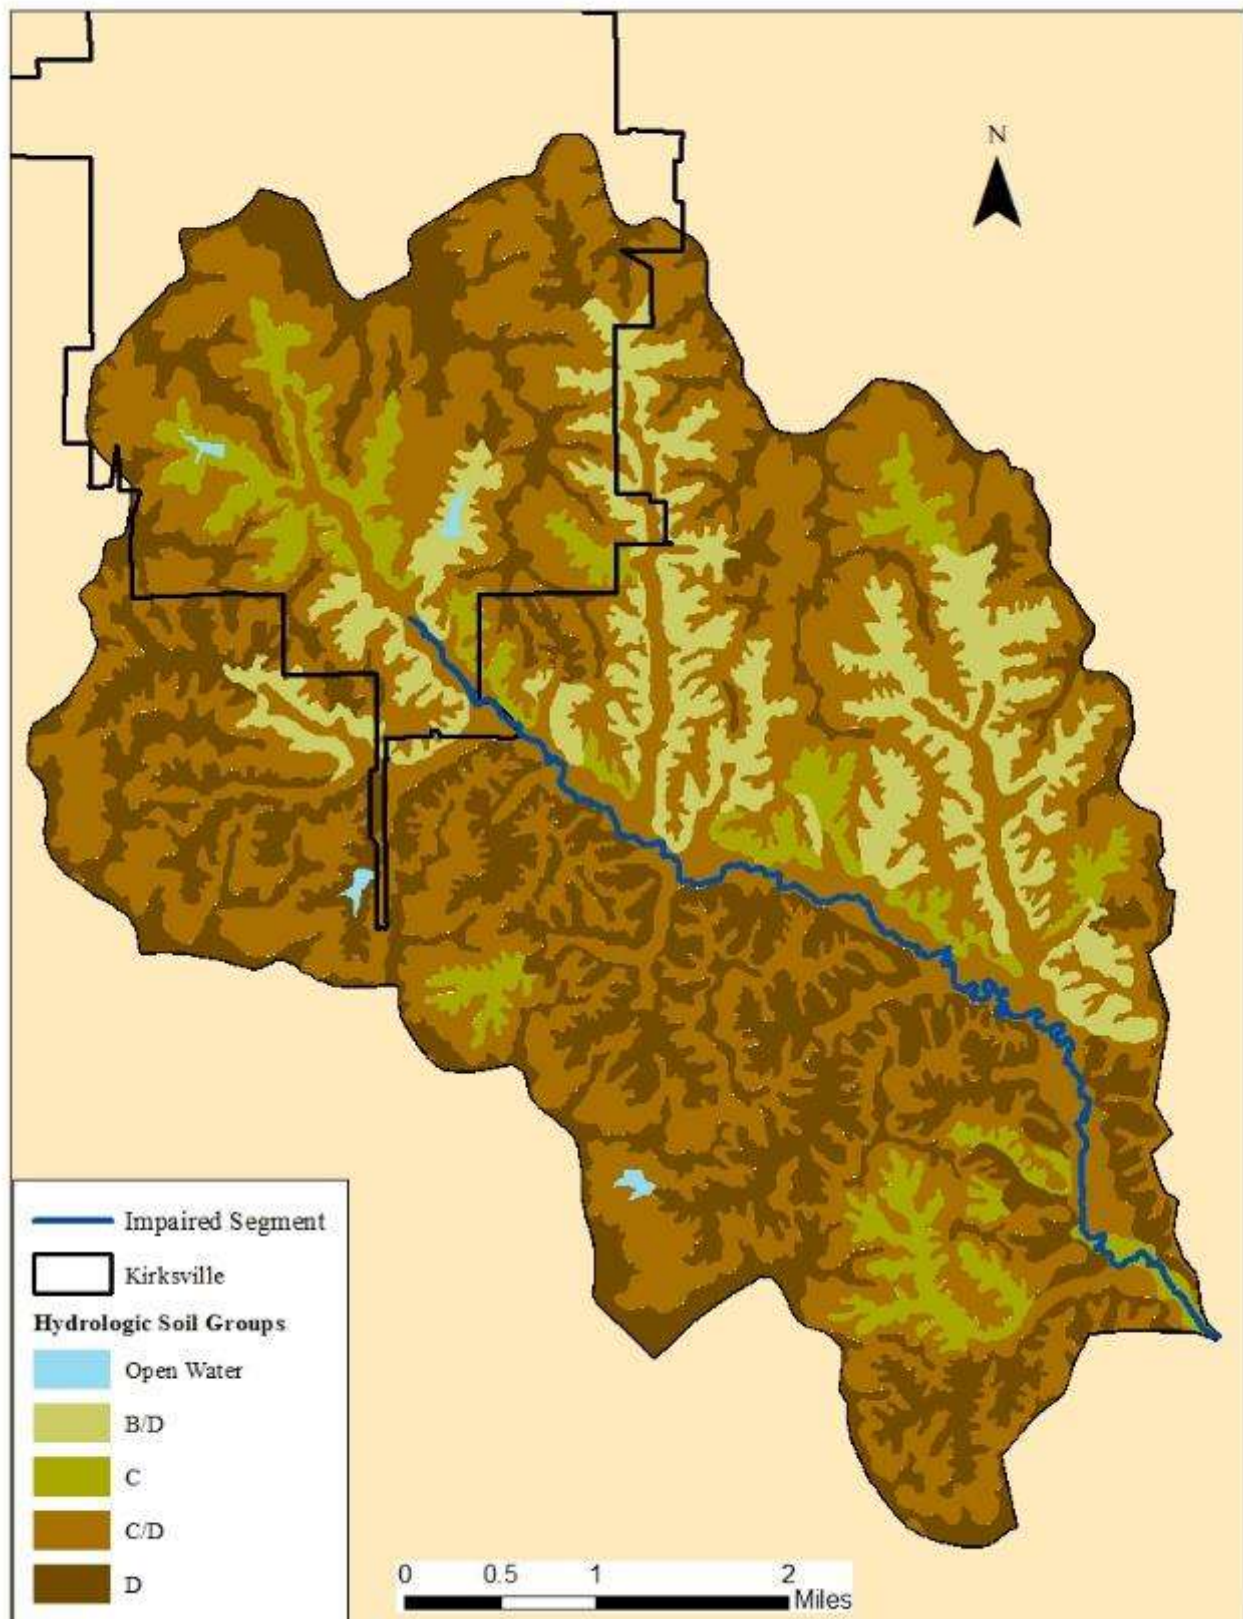 N
Impaired Segment
Kirksville
Hydrologic Soil Groups
Open Water
B/D
C
C/D
D
0 0.5 1 2
Miles